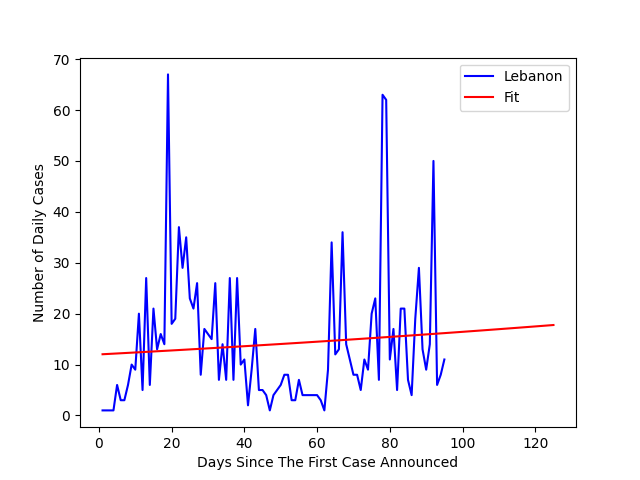 70
60
50
40
30
20
10
0
Number of Daily Cases
Lebanon
Fit
0 20 40 60 80 100 120
Days Since The First Case Announced